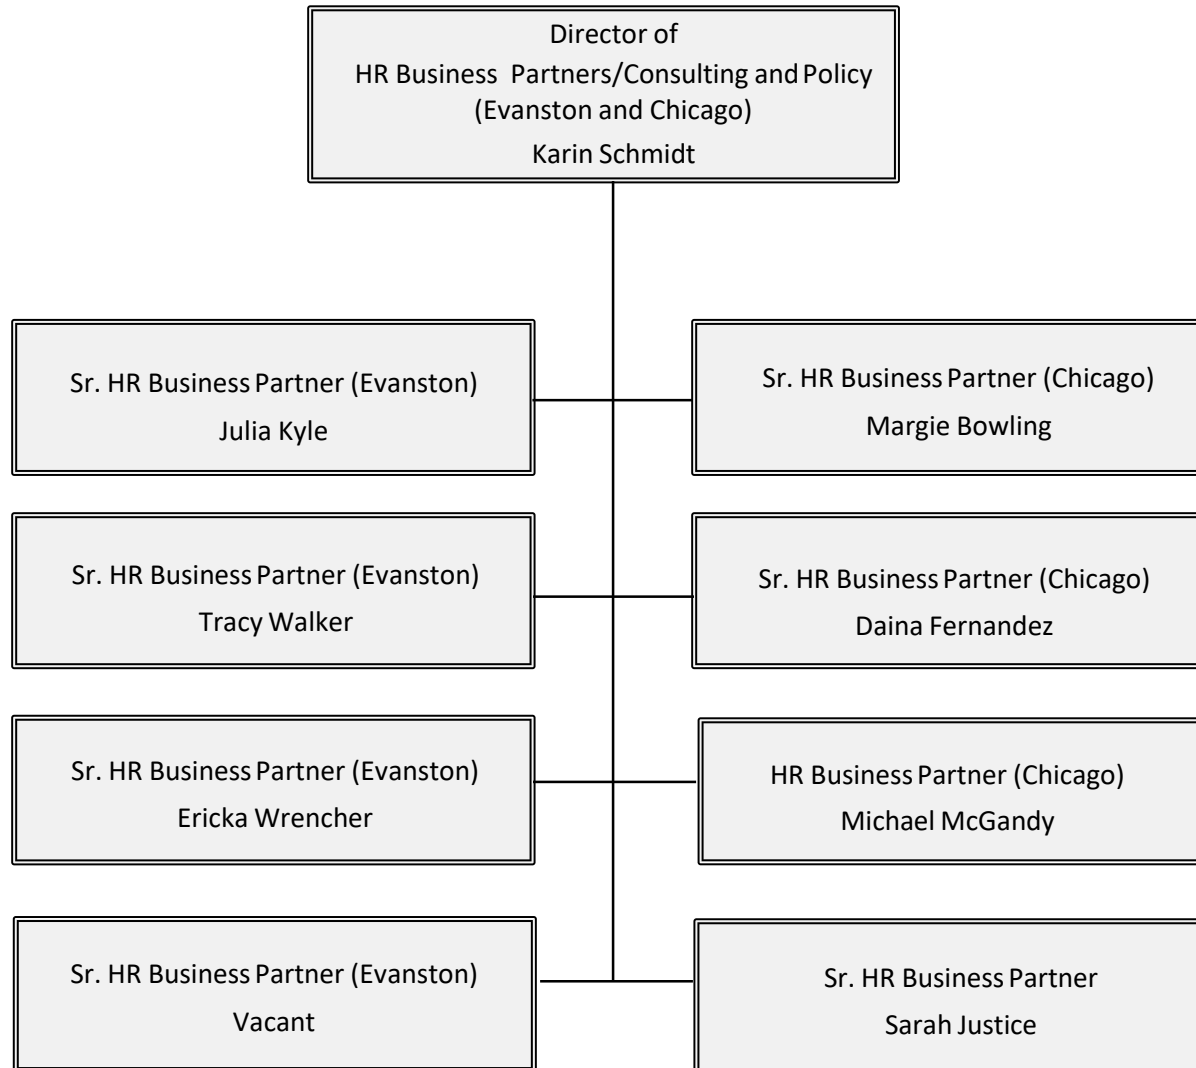 Director of
HR Business Partners/Consulting and Policy
(Evanston and Chicago)
Karin Schmidt
Sr. HR Business Partner (Evanston)
Julia Kyle
Sr. HR Business Partner (Chicago)
Margie Bowling
Sr. HR Business Partner (Evanston)
Tracy Walker
Sr. HR Business Partner (Chicago)
Daina Fernandez
Sr. HR Business Partner (Evanston)
Ericka Wrencher
HR Business Partner (Chicago)
Michael McGandy
Sr. HR Business Partner (Evanston)
Vacant
Sr. HR Business Partner
Sarah Justice